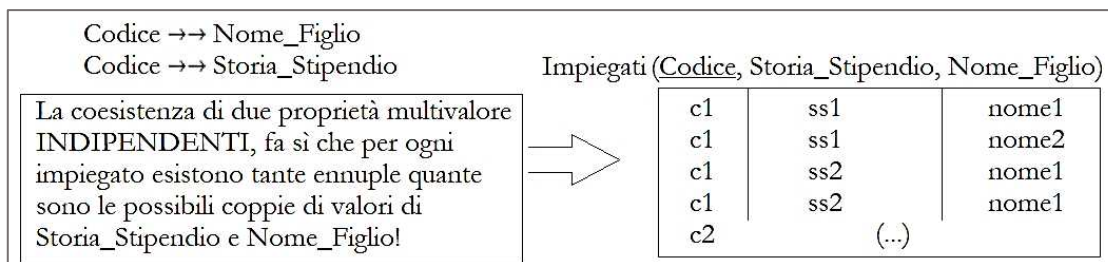 Codice →→ Nome_Figlio
Codice →→ Storia_Stipendio
La coesistenza di due proprietà multivalore
INDIPENDENTI, fa sì che per ogni
impiegato esistono tante ennuple quante
sono le possibili coppie di valori di
Storia_Stipendio e Nome_Figlio!
Impiegati (Codice, Storia_Stipendio, Nome_Figlio)
c1 ss1 nome1
c1 ss1 nome2
c1 ss2 nome1
c1 ss2 nome1
c2 (...)